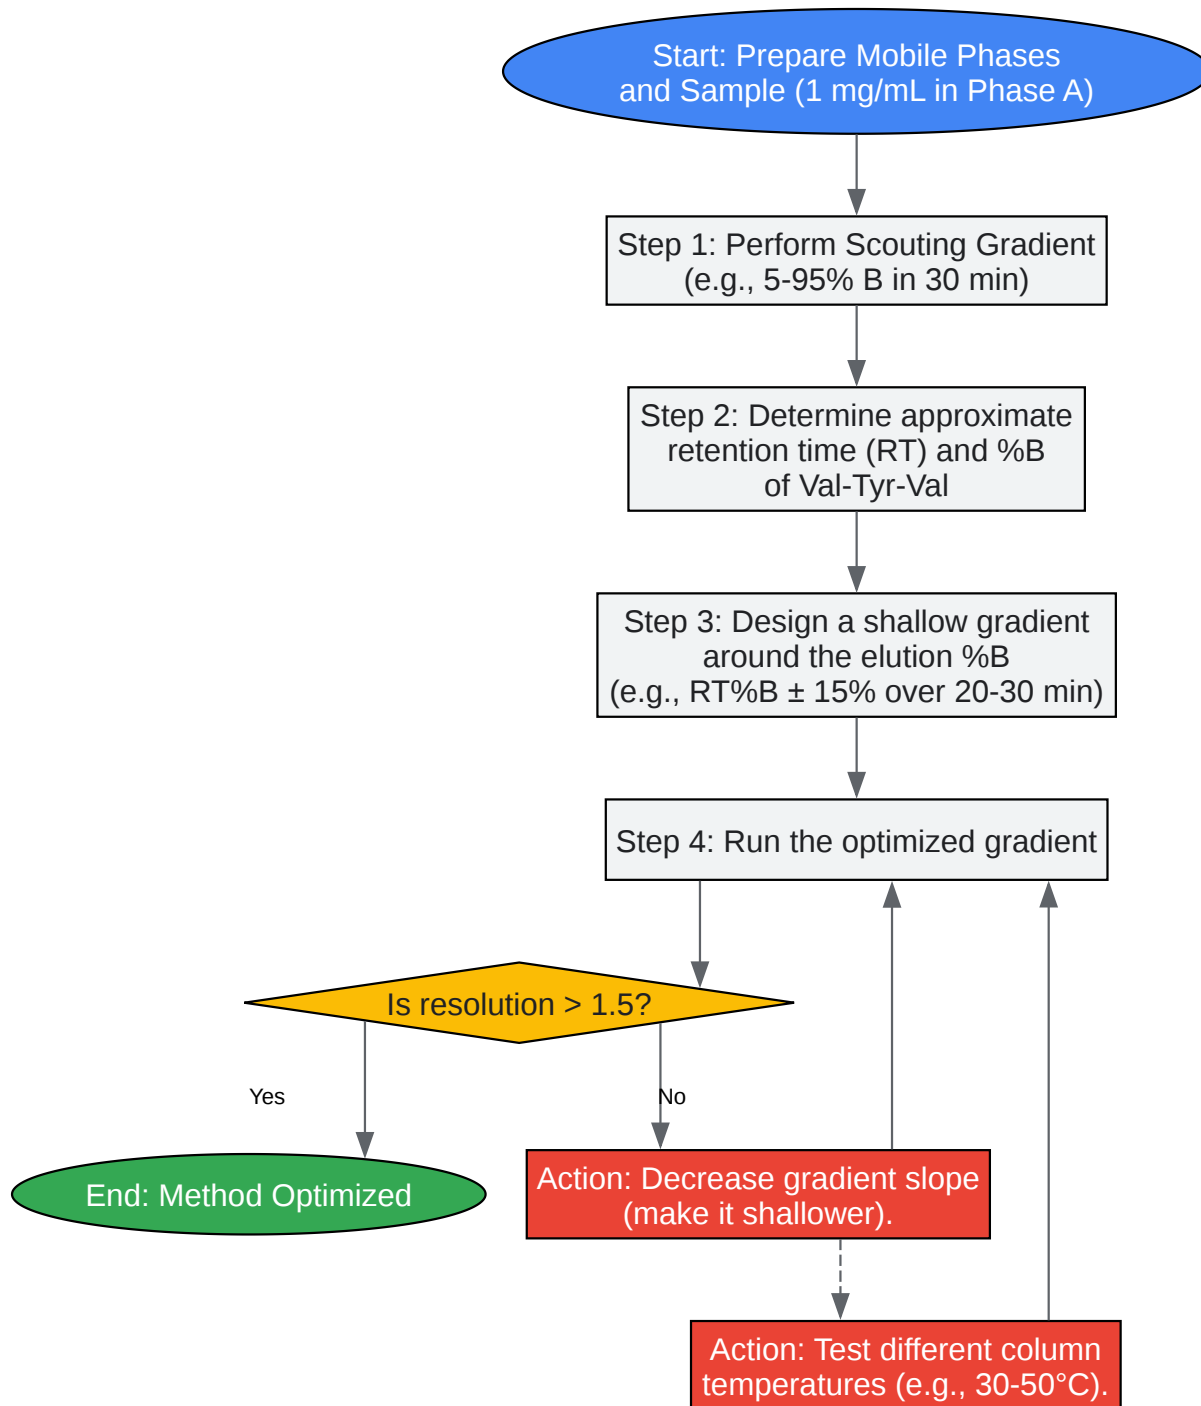 Start: Prepare Mobile Phases
and Sample (1 mg/mL in Phase A)
Step 1: Perform Scouting Gradient
(e.g., 5-95% B in 30 min)
Step 2: Determine approximate
retention time (RT) and %B
of Val-Tyr-Val
Step 3: Design a shallow gradient
around the elution %B
(e.g., RT%B ± 15% over 20-30 min)
Step 4: Run the optimized gradient
Is resolution > 1.5?
Yes
No
End: Method Optimized
Action: Decrease gradient slope
(make it shallower).
Action: Test different column
temperatures (e.g., 30-50°C).